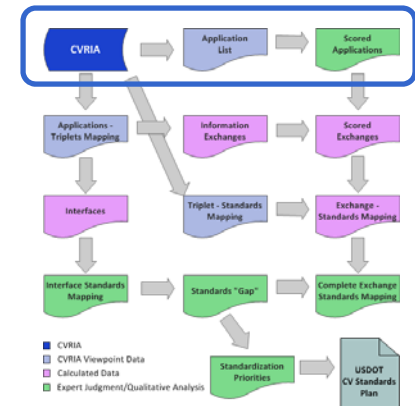 CVRIA
Application
List
Scored
Applications
Applications -
Triplets Mapping
Information
Exchanges
Scored
Exchanges
Interfaces
Triplet - Standards
Mapping
Exchange -
Standards Mapping
Interface Standards
Mapping
Standards "Gap"
Complete Exchange
Standards Mapping
CVRIA
CVRIA Viewpoint Data
Calculated Data
Expert Judgment/Qualitative Analysis
Standardization
Priorities
USDOT
CV Standards
Plan